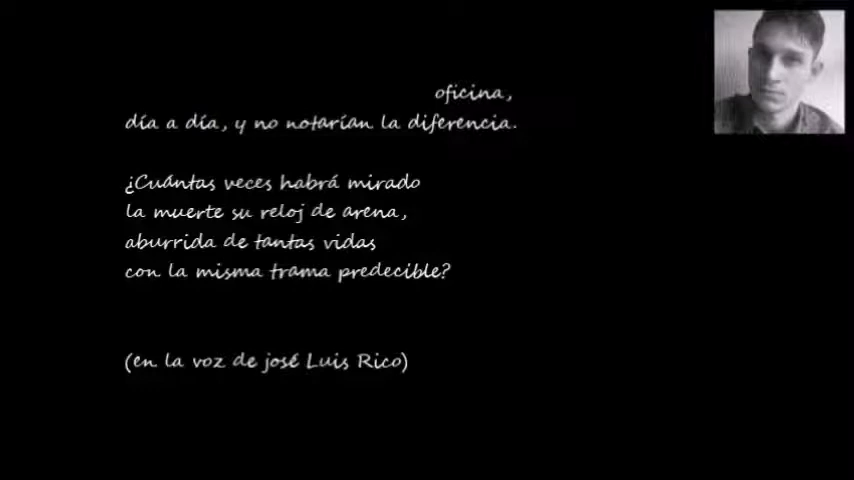 oficina,
día a día, y no notarían la diferencia.
¿Cuántas veces habrá mirado
la muerte su reloj de arena,
aburrida de tantas vidas
con la misma trama predecible?
(en la voz de josé Luis Rico)